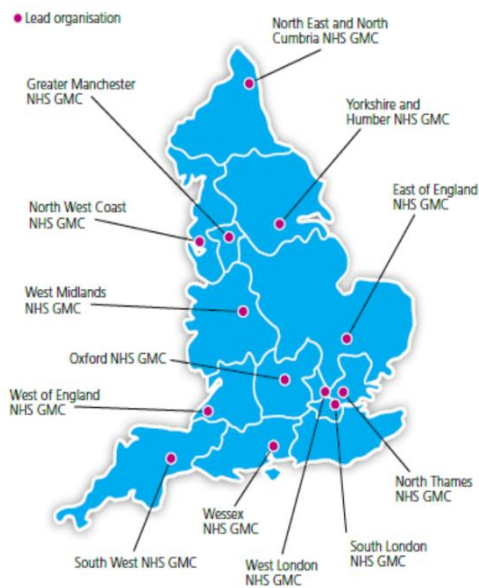 Lead organisation
North East and North
Cumbria NHS GMC
Greater Manchester
NHS GMC
Yorkshire and
Humber NHS GMC
East of England
NHS GMC
North West Coast
NHS GMC
West Midlands
NHS GMC
Oxford NHS GMC
West of England
NHS GMC
North Thames
NHS GMC
Wessex
NHS GMC
South London
NHS GMC
South West NHS GMC
West London
NHS GMC